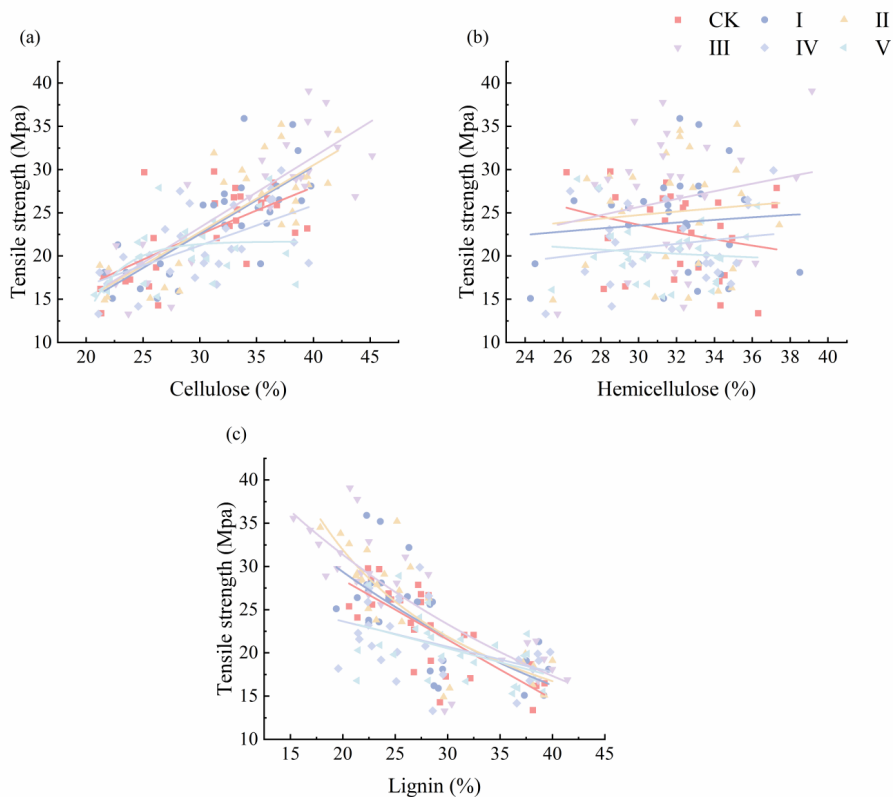 CK I II
III IV V
(a)
40
35
30
25
20
15
10
Tensile strength (Mpa)
20 25 30 35 40 45
Cellulose (%)
(b)
40
35
30
25
20
15
10
Tensile strength (Mpa)
24 26 28 30 32 34 36 38 40
Hemicellulose (%)
(c)
40
35
30
25
20
15
10
Tensile strength (Mpa)
15 20 25 30 35 40 45
Lignin (%)